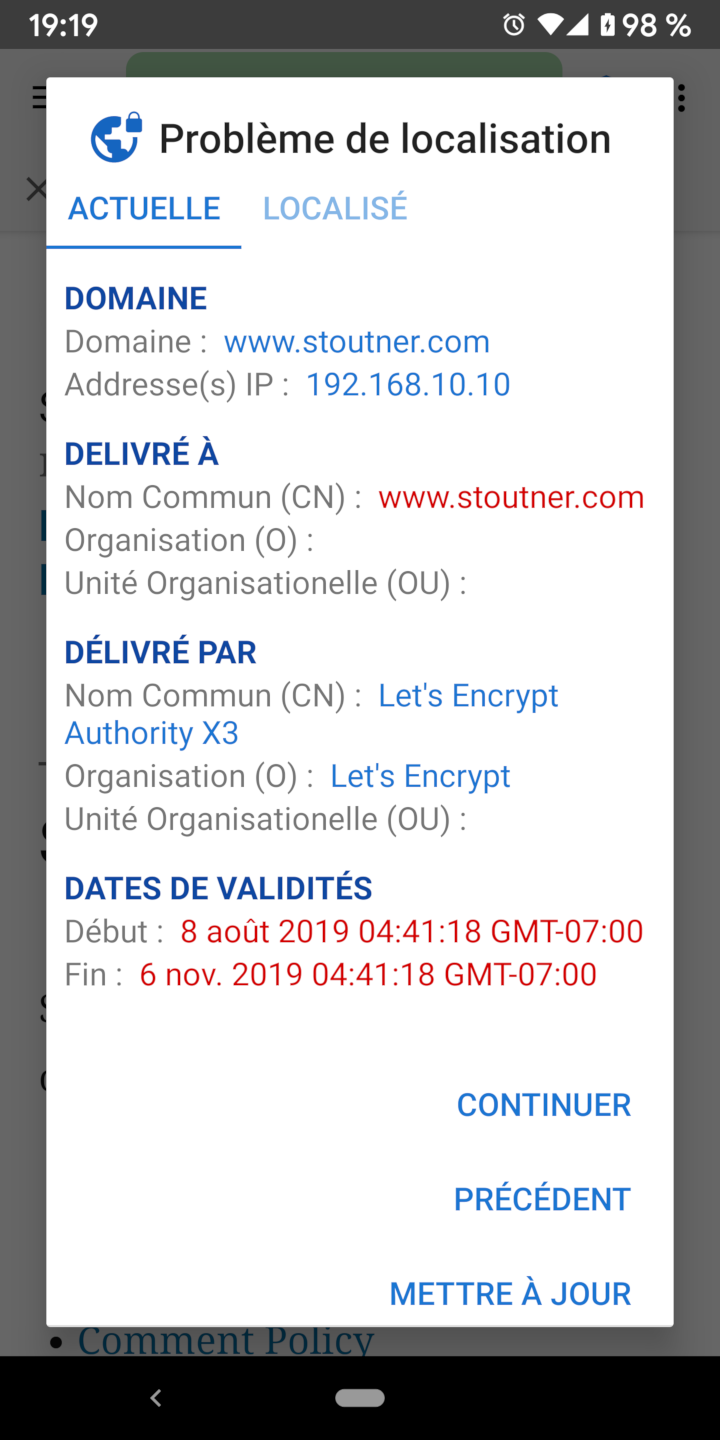 19:19
98 %
Problème de localisation
ACTUELLE LOCALISÉ
DOMAINE
Domaine : www.stoutner.com
Addresse(s) IP : 192.168.10.10
DELIVRÉ À
Nom Commun (CN) : www.stoutner.com
Organisation (O) :
Unité Organisationelle (OU) :
DÉLIVRÉ PAR
Nom Commun (CN) : Let's Encrypt
Authority X3
Organisation (O) : Let's Encrypt
Unité Organisationelle (OU) :
DATES DE VALIDITÉS
Début : 8 août 2019 04:41:18 GMT-07:00
Fin : 6 nov. 2019 04:41:18 GMT-07:00
CONTINUER
PRÉCÉDENT
METTRE À JOUR
• Comment Policy